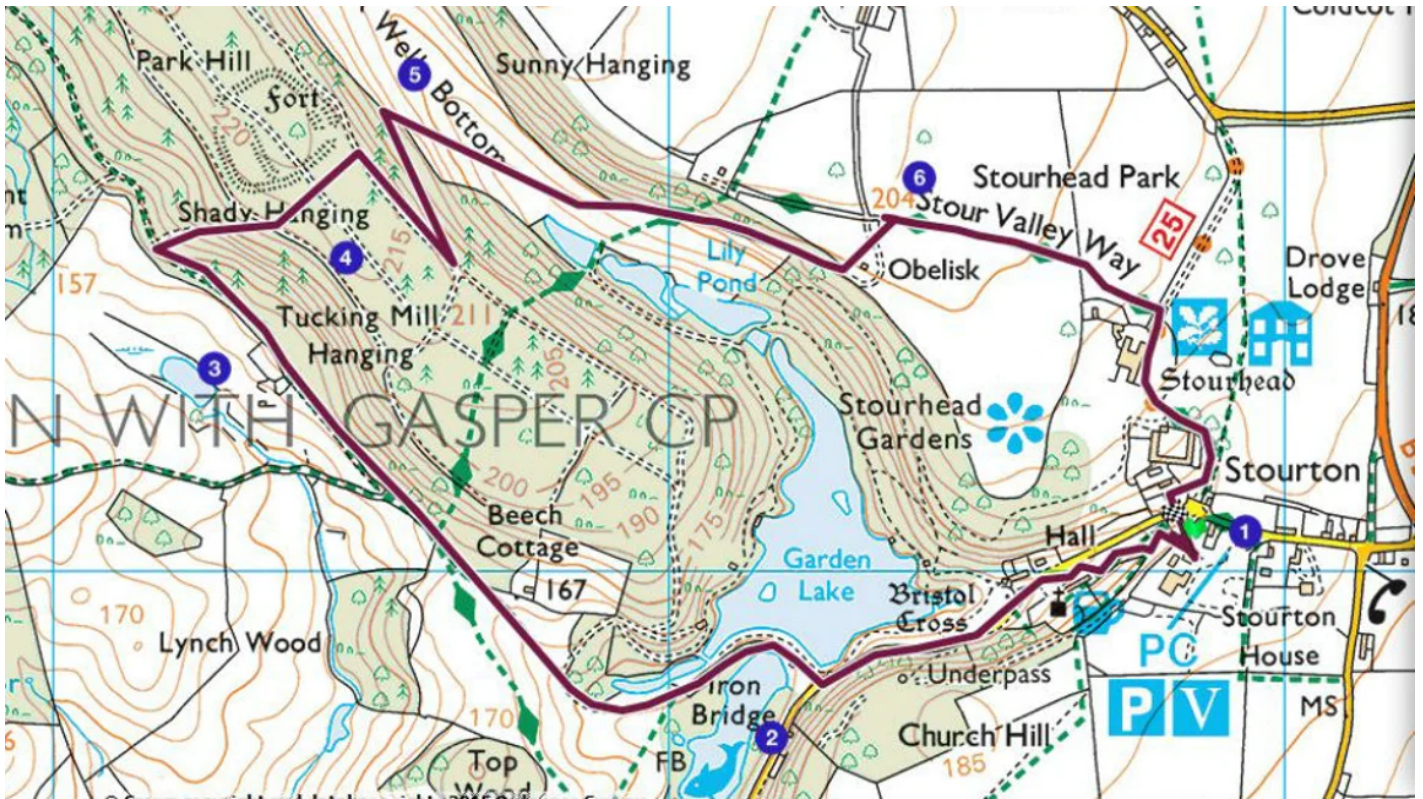 Coldcot
Park Hill
Well Bottom
5
Sunny Hanging
Fort
220
6
204
Stourhead Park
Stour Valley Way
25
Shady Hanging
4
215
Lily
Pond
Obelisk
Drove
Lodge
157
Tucking Mill
Hanging
211
3
205
Stourhead
N WITH GASPER CP
Stourhead
Gardens
200
195
190
175
Stourton
Beech
Cottage
167
Hall
1
Garden
Lake
Bristol
Cross
170
Lynch Wood
PC
Stourton
House
Underpass
Iron
Bridge
2
170
P
V
MS
FB
Church Hill
185
Top
Wood